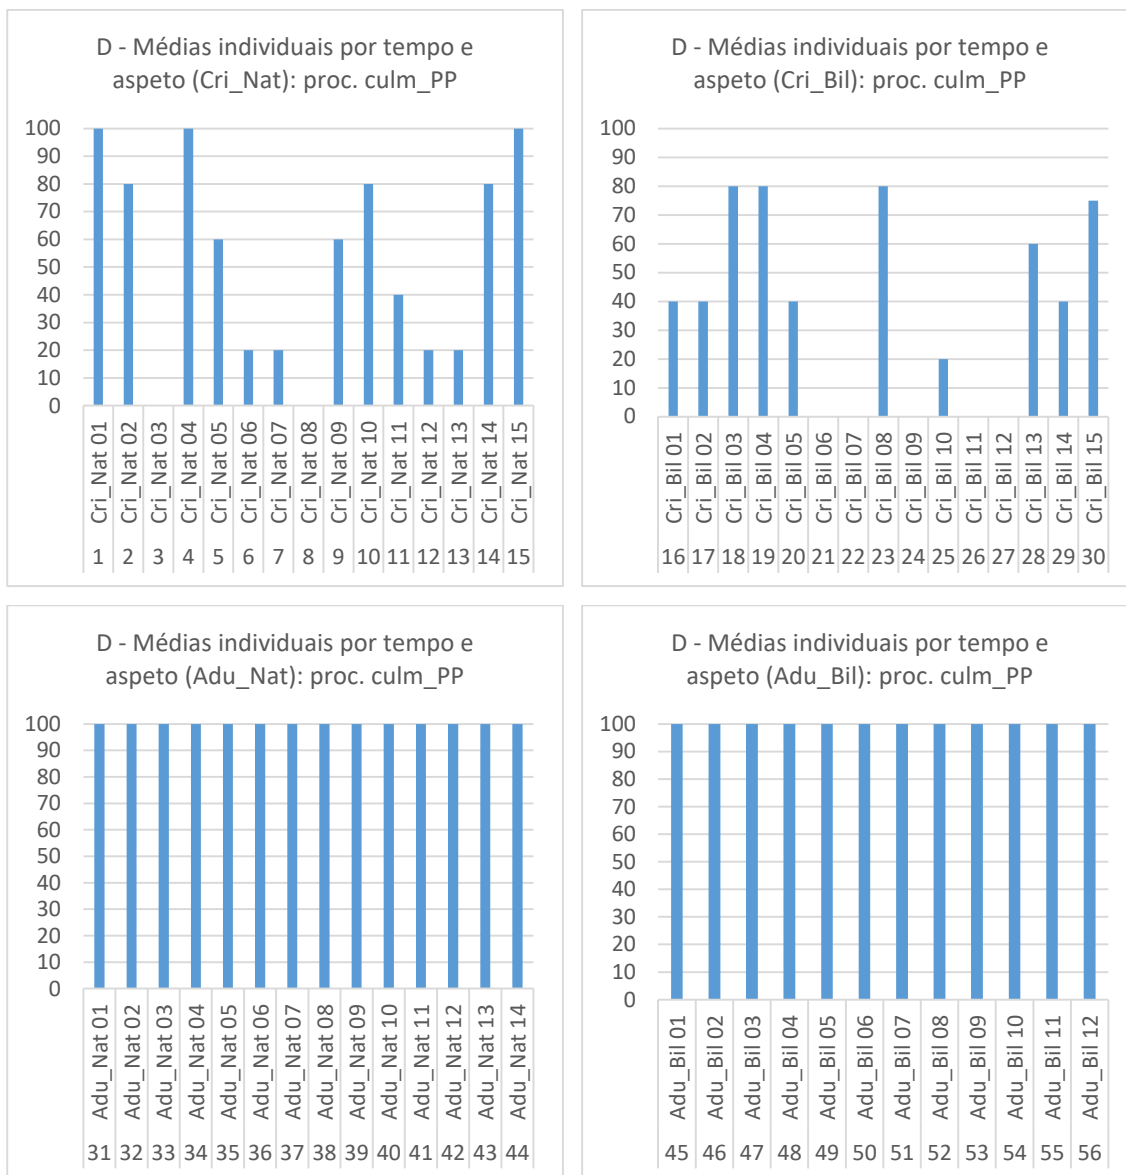 D - Médias individuais por tempo e
aspeto (Cri_Nat): proc. culm_PP
100
90
80
70
60
50
40
30
20
10
0
Cri_Nat 01
Cri_Nat 02
Cri_Nat 03
Cri_Nat 04
Cri_Nat 05
Cri_Nat 06
Cri_Nat 07
Cri_Nat 08
Cri_Nat 09
Cri_Nat 10
Cri_Nat 11
Cri_Nat 12
Cri_Nat 13
Cri_Nat 14
Cri_Nat 15
1 2 3 4 5 6 7 8 9 10 11 12 13 14 15
D - Médias individuais por tempo e
aspeto (Cri_Bil): proc. culm_PP
100
90
80
70
60
50
40
30
20
10
0
Cri_Bil 01
Cri_Bil 02
Cri_Bil 03
Cri_Bil 04
Cri_Bil 05
Cri_Bil 06
Cri_Bil 07
Cri_Bil 08
Cri_Bil 09
Cri_Bil 10
Cri_Bil 11
Cri_Bil 12
Cri_Bil 13
Cri_Bil 14
Cri_Bil 15
16 17 18 19 20 21 22 23 24 25 26 27 28 29 30
D - Médias individuais por tempo e
aspeto (Adu_Nat): proc. culm_PP
100
90
80
70
60
50
40
30
20
10
0
Adu_Nat 01
Adu_Nat 02
Adu_Nat 03
Adu_Nat 04
Adu_Nat 05
Adu_Nat 06
Adu_Nat 07
Adu_Nat 08
Adu_Nat 09
Adu_Nat 10
Adu_Nat 11
Adu_Nat 12
Adu_Nat 13
Adu_Nat 14
31 32 33 34 35 36 37 38 39 40 41 42 43 44
D - Médias individuais por tempo e
aspeto (Adu_Bil): proc. culm_PP
100
90
80
70
60
50
40
30
20
10
0
Adu_Bil 01
Adu_Bil 02
Adu_Bil 03
Adu_Bil 04
Adu_Bil 05
Adu_Bil 06
Adu_Bil 07
Adu_Bil 08
Adu_Bil 09
Adu_Bil 10
Adu_Bil 11
Adu_Bil 12
45 46 47 48 49 50 51 52 53 54 55 56